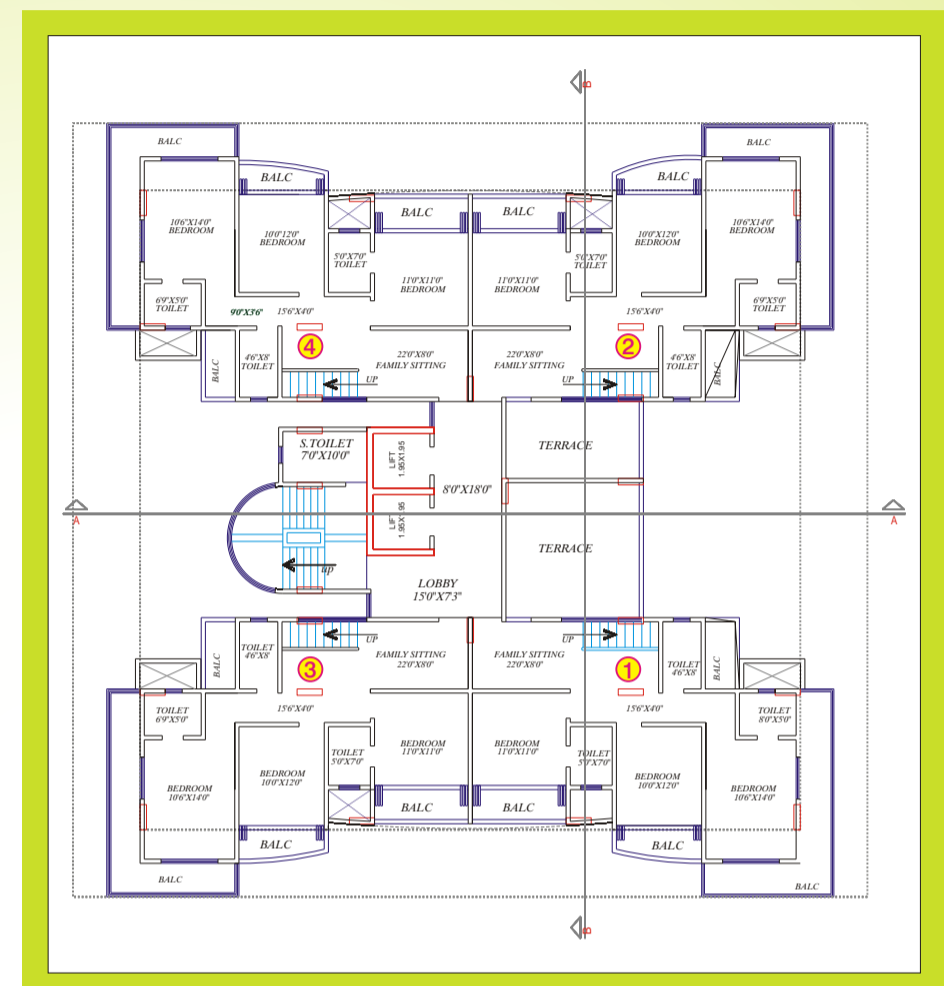 B
BALC
BALC
BALC
BALC
BALC
BALC
10'6"X14'0"
BEDROOM
10'0"12'0"
BEDROOM
5'0"X7'0"
TOILET
11'0"X11'0"
BEDROOM
11'0"X11'0"
BEDROOM
5'0"X7'0"
TOILET
10'0"X12'0"
BEDROOM
10'6"X14'0"
BEDROOM
6'9"X5'0"
TOILET
9'0"X3'6"
15'6"X4'0"
15'6"X4'0"
6'9"X5'0"
TOILET
4
2
BALC
4'6"X8'
TOILET
22'0"X8'0"
FAMILY SITTING
22'0"X8'0"
FAMILY SITTING
4'6"X8'
TOILET
BALC
UP
UP
S.TOILET
7'0"X10'0"
LIFT
1.95X1.95
8'0"X18'0"
TERRACE
A
LIFT
1.95X1.95
A
up
TERRACE
LOBBY
15'0"X7'3"
UP
UP
BALC
TOILET
4'6"X8'
FAMILY SITTING
22'0"X8'0"
FAMILY SITTING
22'0"X8'0"
TOILET
4'6"X8'
BALC
3
1
TOILET
6'9"X5'0"
15'6"X4'0"
15'6"X4'0"
TOILET
8'0"X5'0"
BEDROOM
10'6"X14'0"
BEDROOM
10'0"X12'0"
TOILET
5'0"X7'0"
BEDROOM
11'0"X11'0"
BEDROOM
11'0"X11'0"
TOILET
5'0"X7'0"
BEDROOM
10'0"X12'0"
BEDROOM
10'6"X14'0"
BALC
BALC
BALC
BALC
BALC
BALC
B